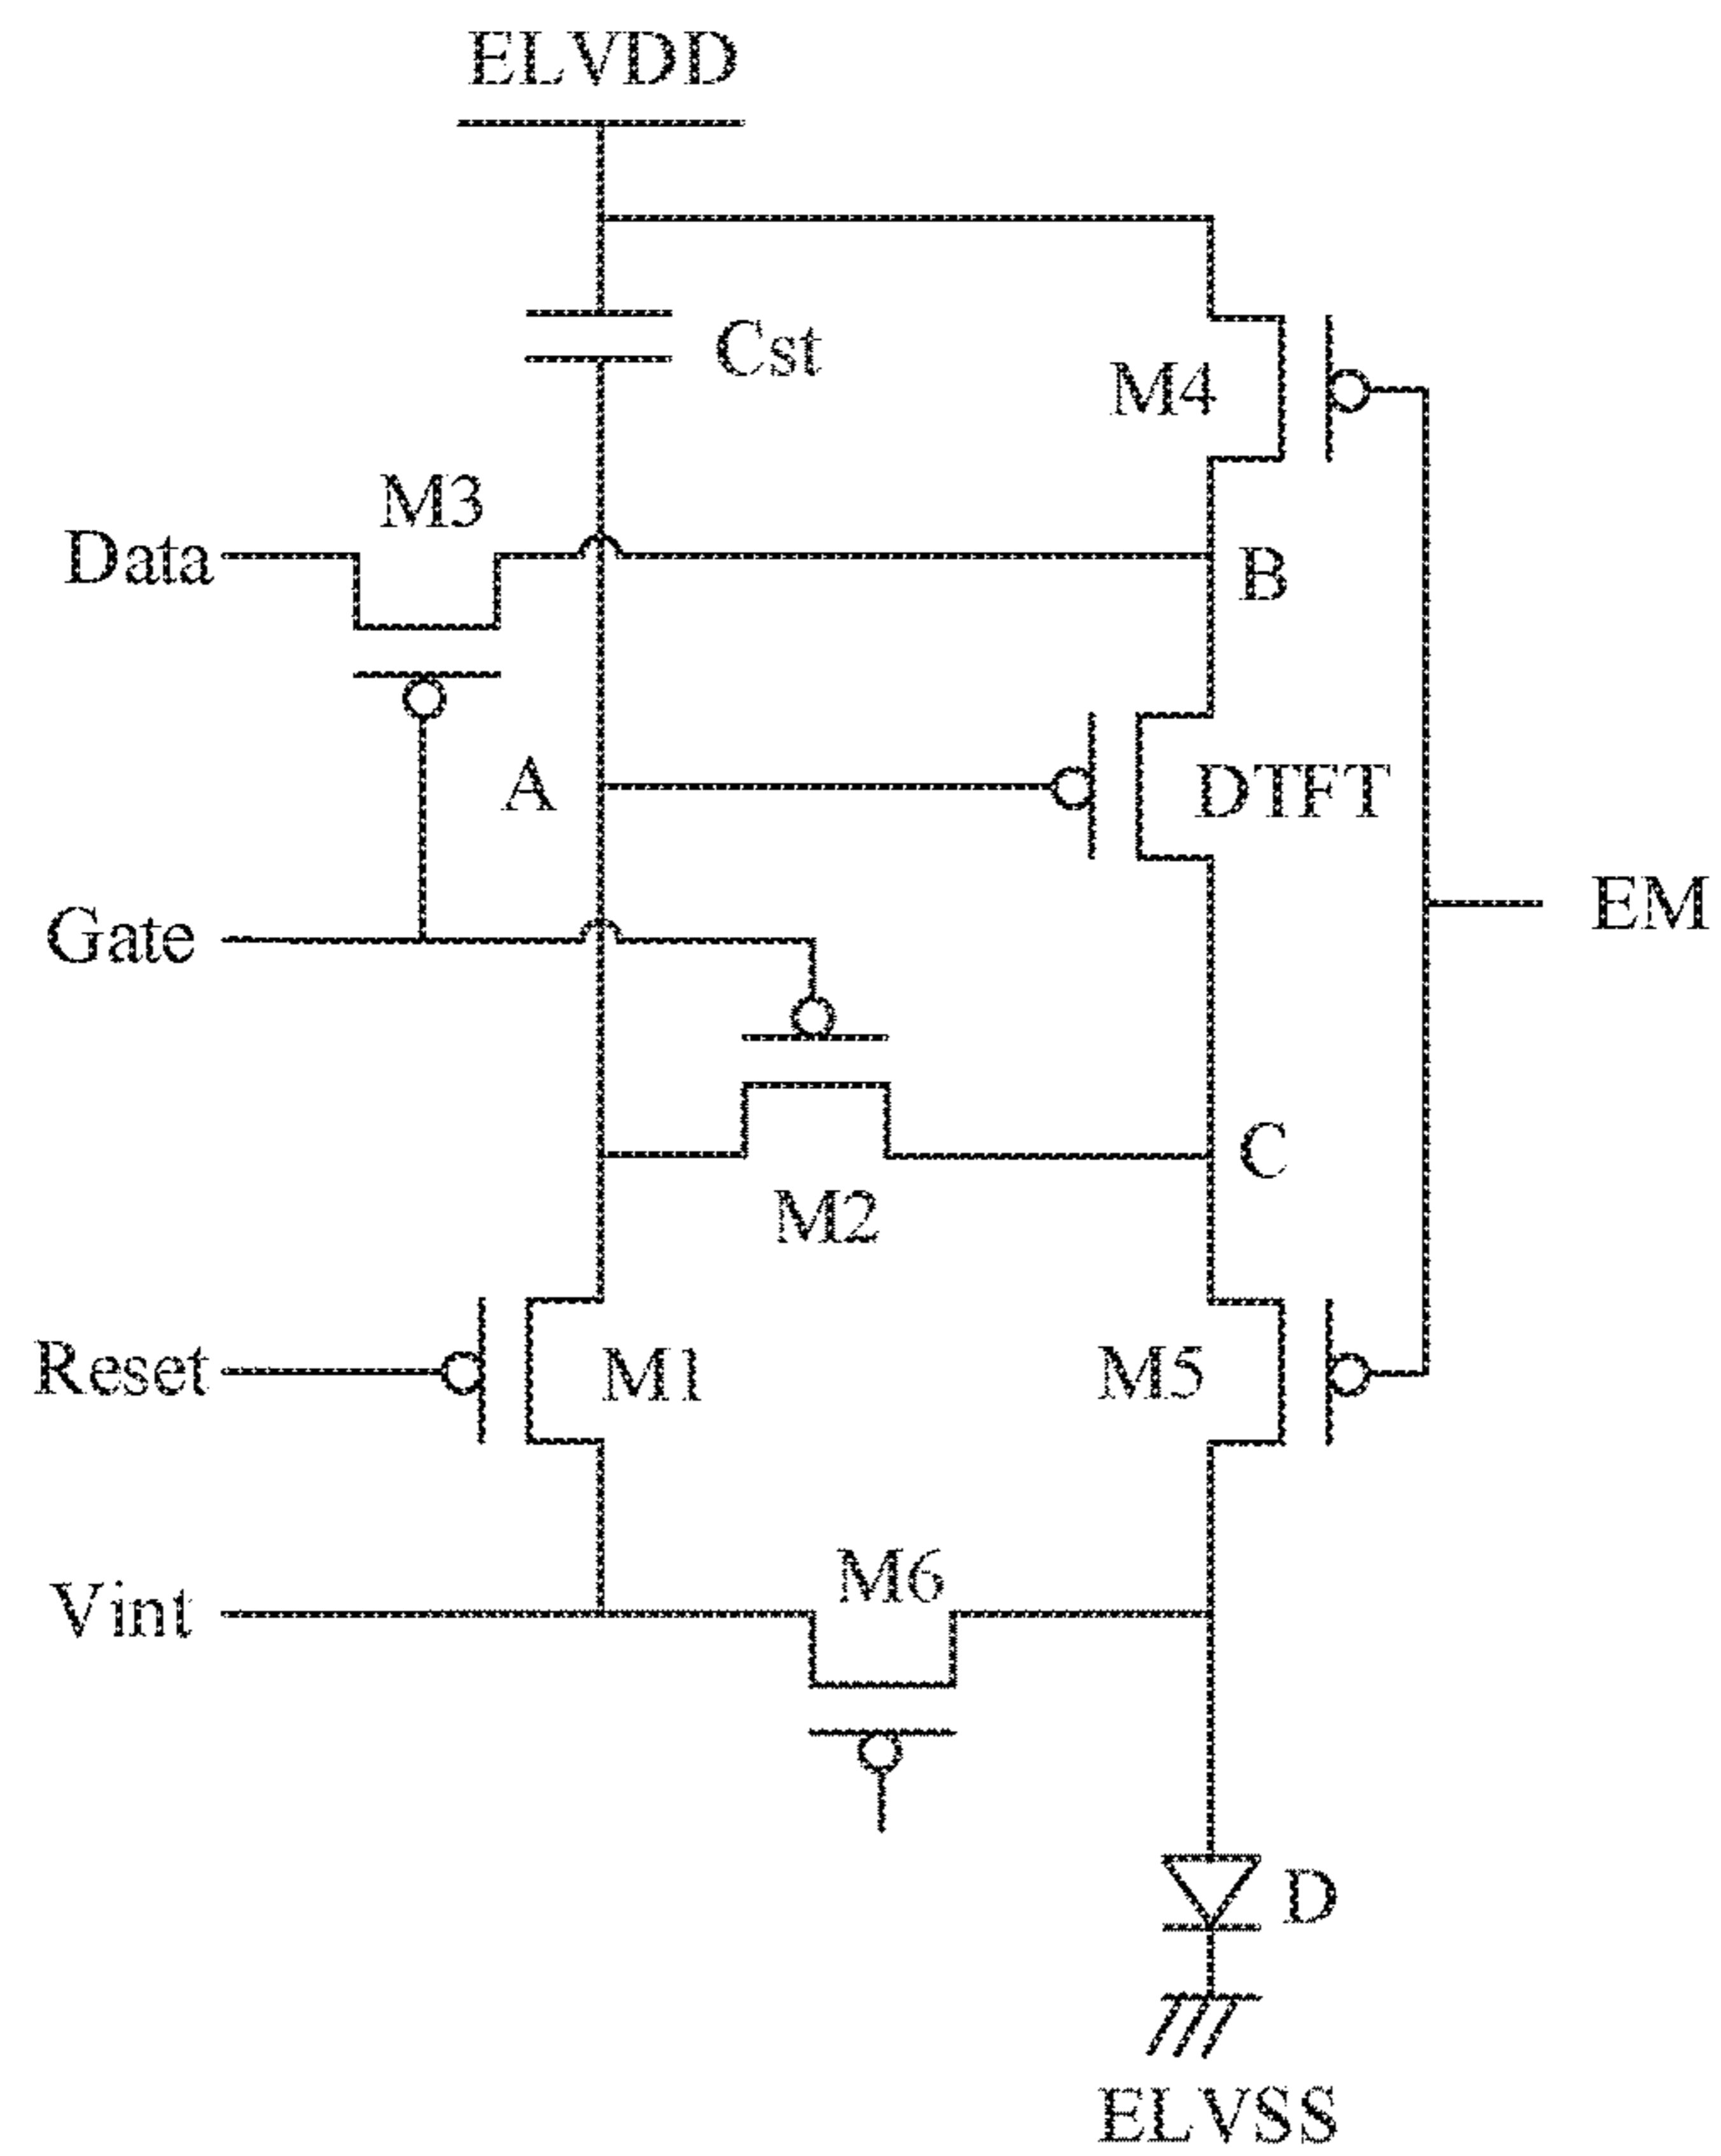 ELVDD
Cst
M4
M3
Data
B
A
DTFT
Gate
EM
C
M2
Reset
M1
M5
M6
Vint
D
ELVSS